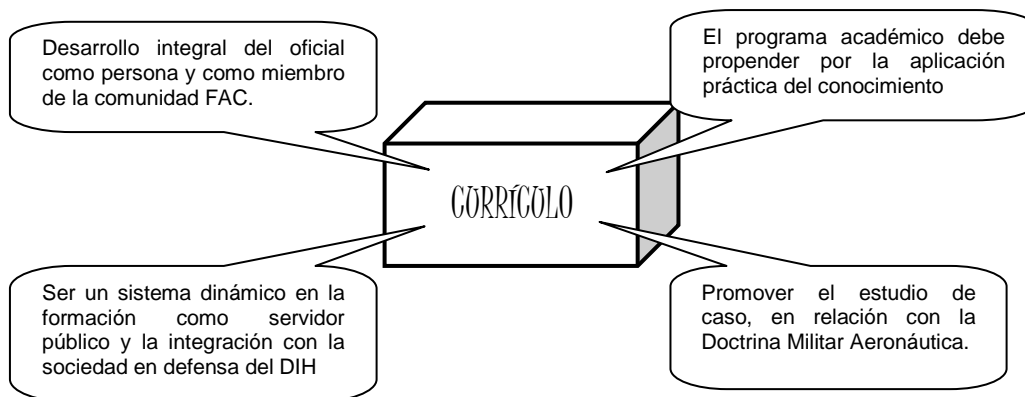 Desarrollo integral del oficial
como persona y como miembro
de la comunidad FAC.
El programa académico debe
propender por la aplicación
práctica del conocimiento
CURRÍCULO
Ser un sistema dinámico en la
formación como servidor
público y la integración con la
sociedad en defensa del DIH
Promover el estudio de
caso, en relación con la
Doctrina Militar Aeronáutica.